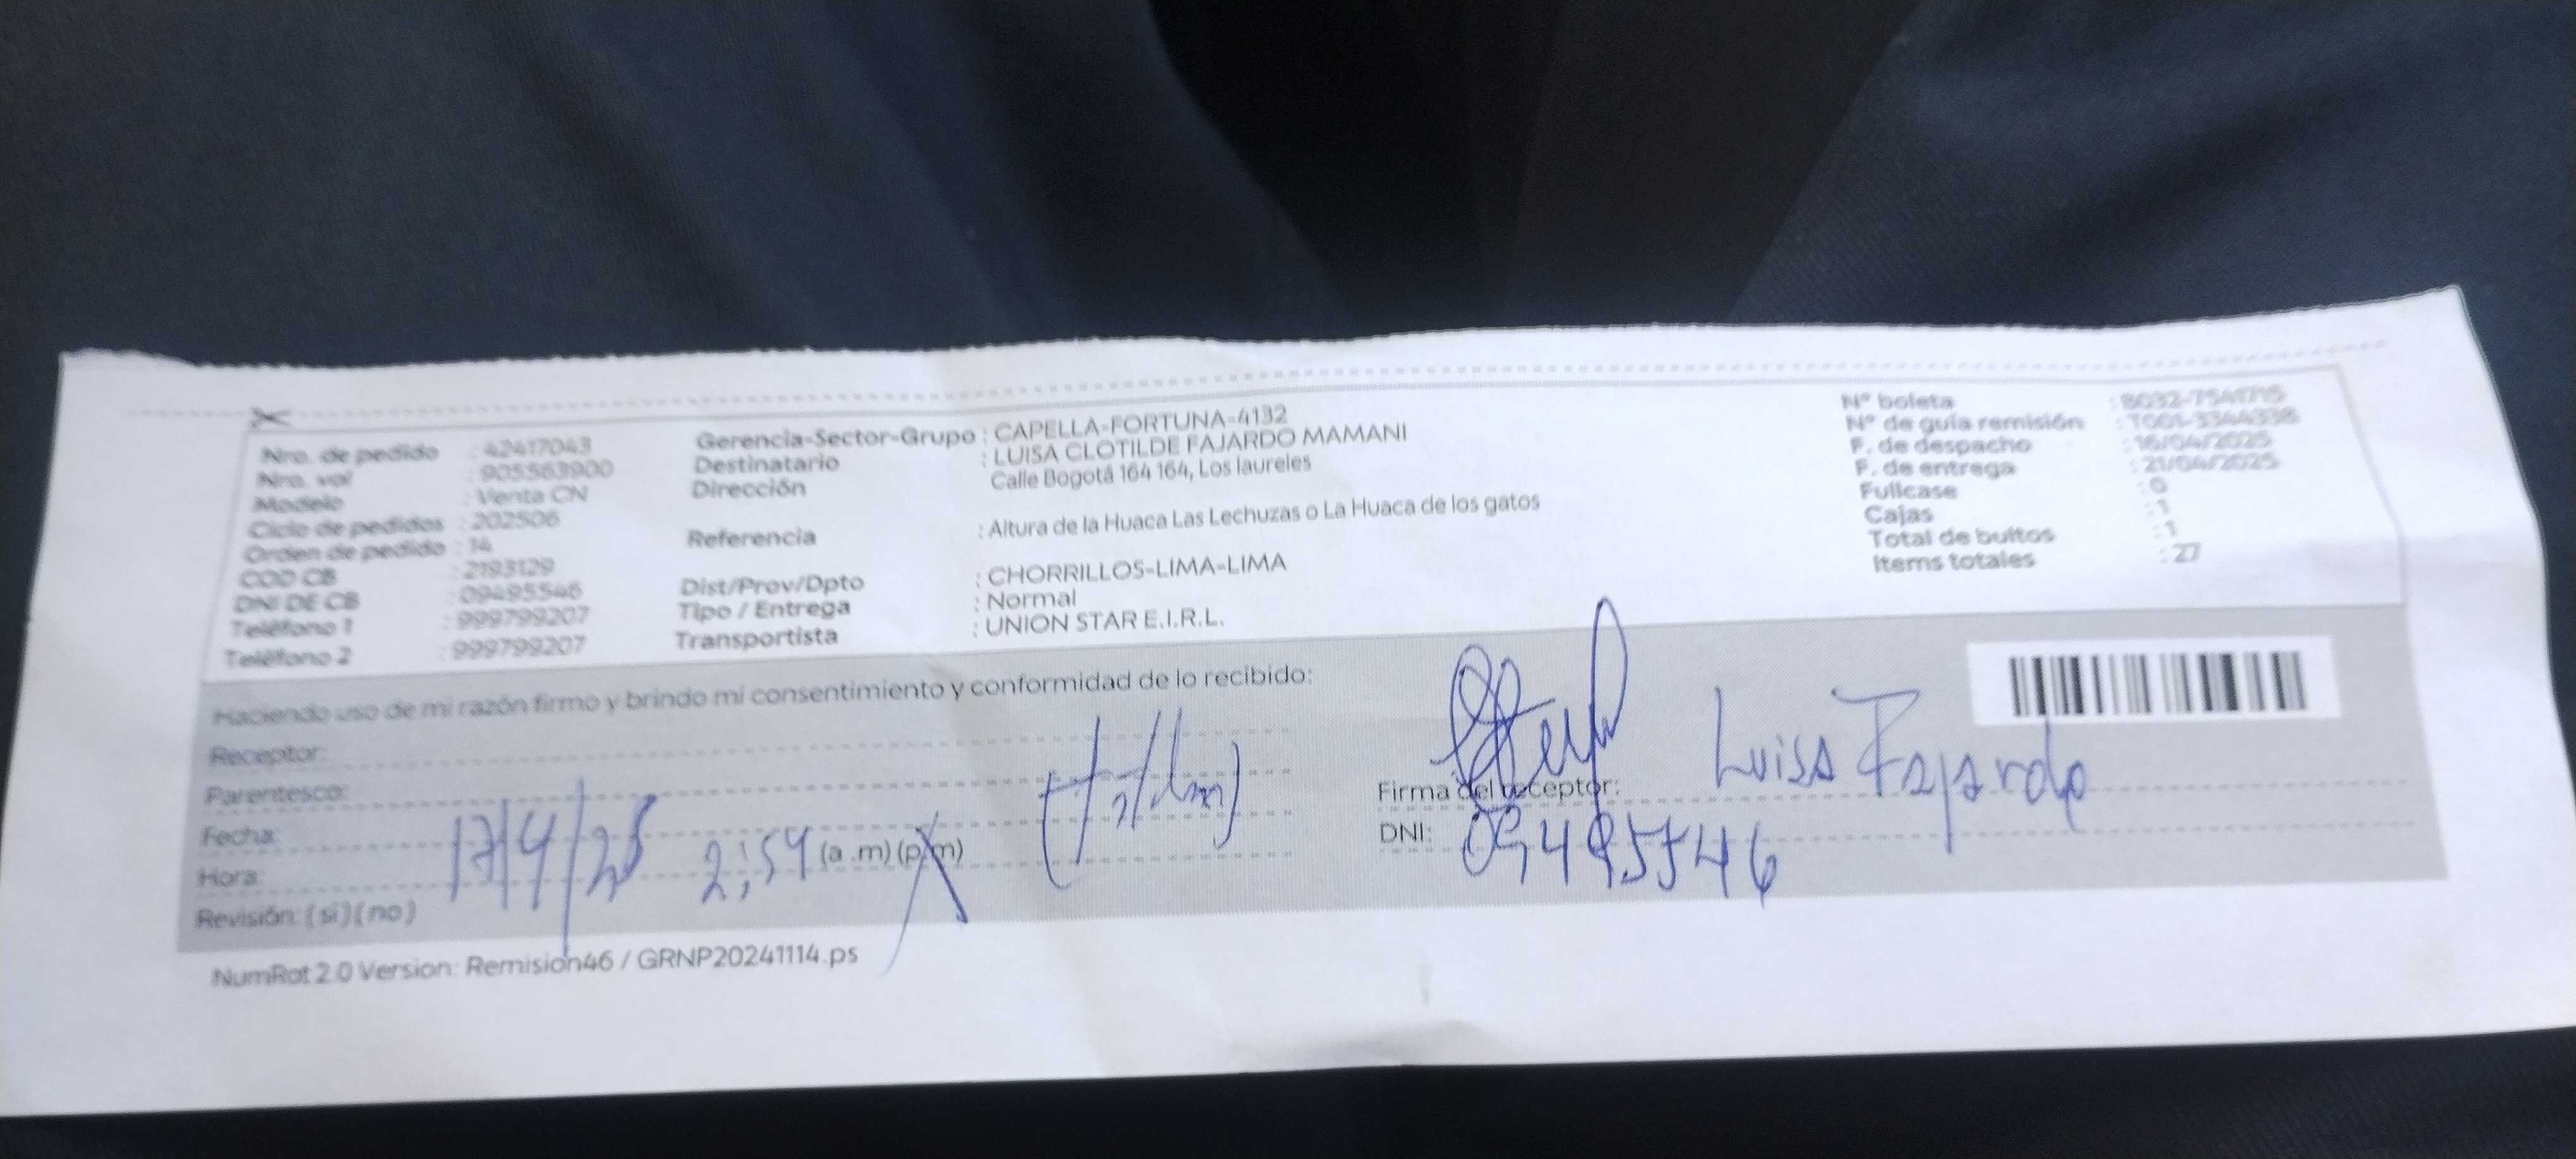 Nro. de pedido : 42417043
Nro. val : 905563900
Modelo : Venta CN
Ciclo de pedidos : 202506
Orden de pedido : 14
COD CB : 2193129
DNI DE CB : 09495546
Teléfono 1 : 999799207
Teléfono 2 : 999799207
Gerencia-Sector-Grupo : CAPELLA-FORTUNA-4132
Destinatario : LUISA CLOTILDE FAJARDO MAMANI
Dirección Calle Bogotá 164 164, Los laureles
Referencia : Altura de la Huaca Las Lechuzas o La Huaca de los gatos
Dist/Prov/Dpto : CHORRILLOS-LIMA-LIMA
Tipo / Entrega : Normal
Transportista : UNION STAR E.I.R.L.
N° boleta
N° de guía remisión : T001-3344338
F. de despacho : 16/04/2025
F. de entrega : 21/04/2025
Fullcase : 0
Cajas : 1
Total de bultos : 1
Items totales : 27
Haciendo uso de mi razón firmo y brindo mi consentimiento y conformidad de lo recibido:
Receptor:
Parentesco:
Fecha: 17/4/25
Hora: 2:54 (a .m) (p.m)
Revisión: (si) (no)
Luisa Fajardo
Firma del receptor:
DNI: 09495546
NumRot 2.0 Version: Remision46 / GRNP20241114.ps